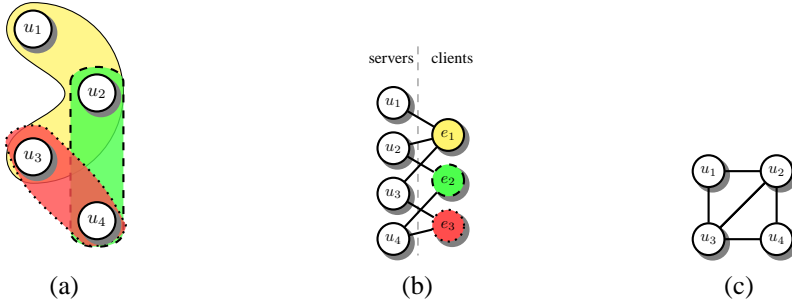 u1
u2
u3
u4
(a)
servers clients
u1
u2
u3
u4
e1
e2
e3
(b)
u1 u2
u3 u4
(c)